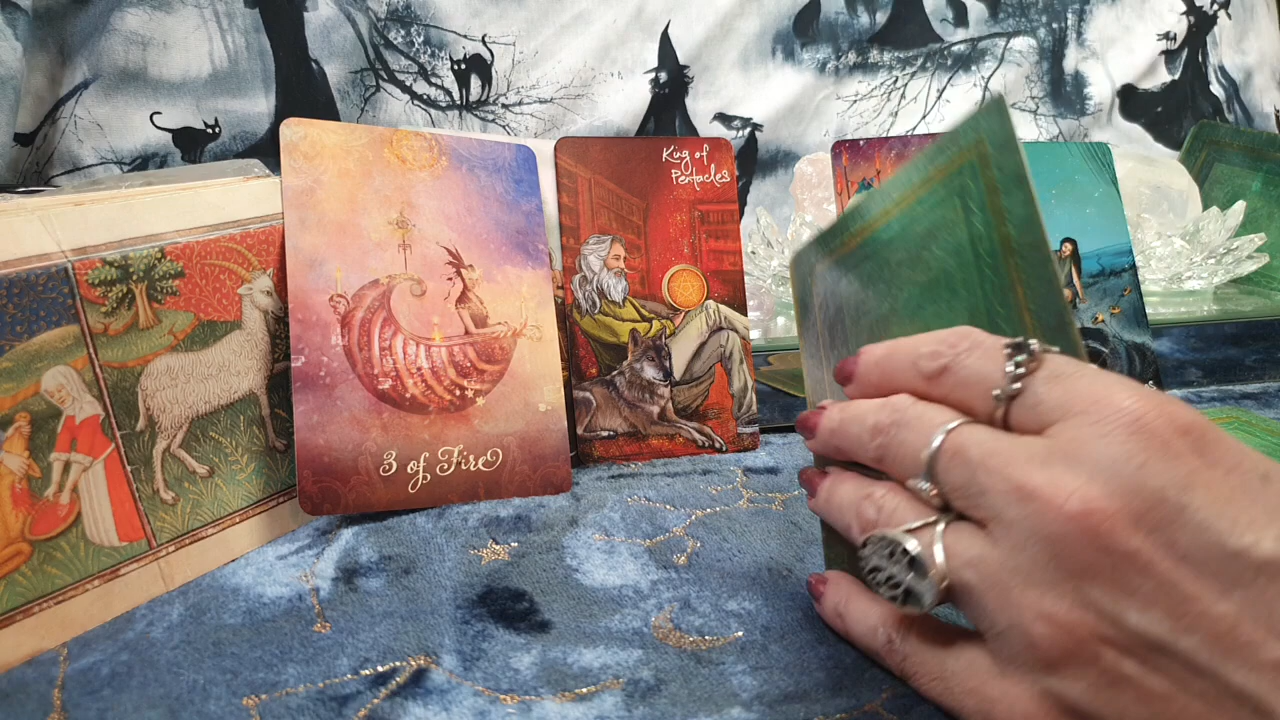 3 of Fire
King of
Pentacles